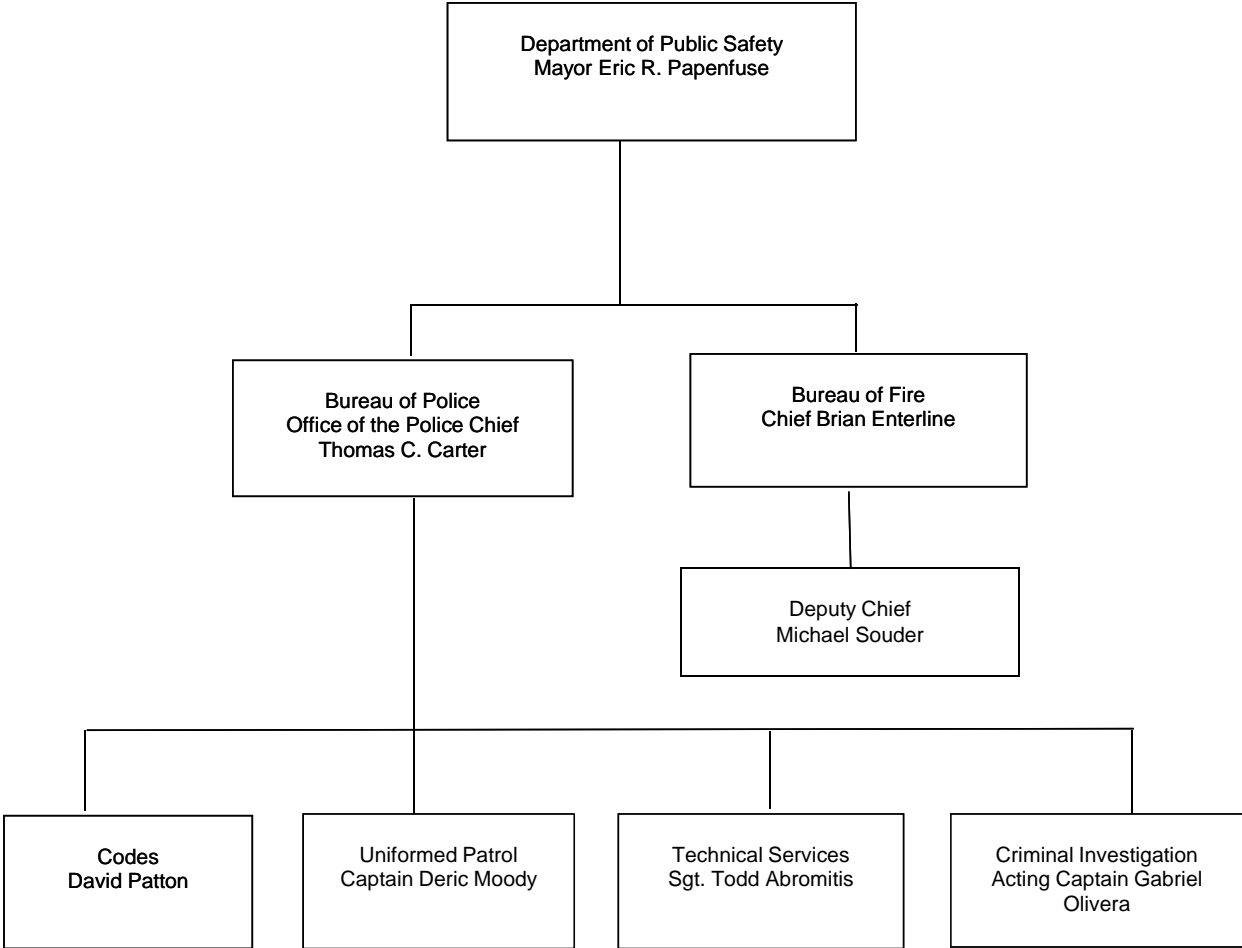 Department of Public Safety
Mayor Eric R. Papenfuse
Bureau of Police
Office of the Police Chief
Thomas C. Carter
Bureau of Fire
Chief Brian Enterline
Deputy Chief
Michael Souder
Codes
David Patton
Uniformed Patrol
Captain Deric Moody
Technical Services
Sgt. Todd Abromitis
Criminal Investigation
Acting Captain Gabriel
Olivera